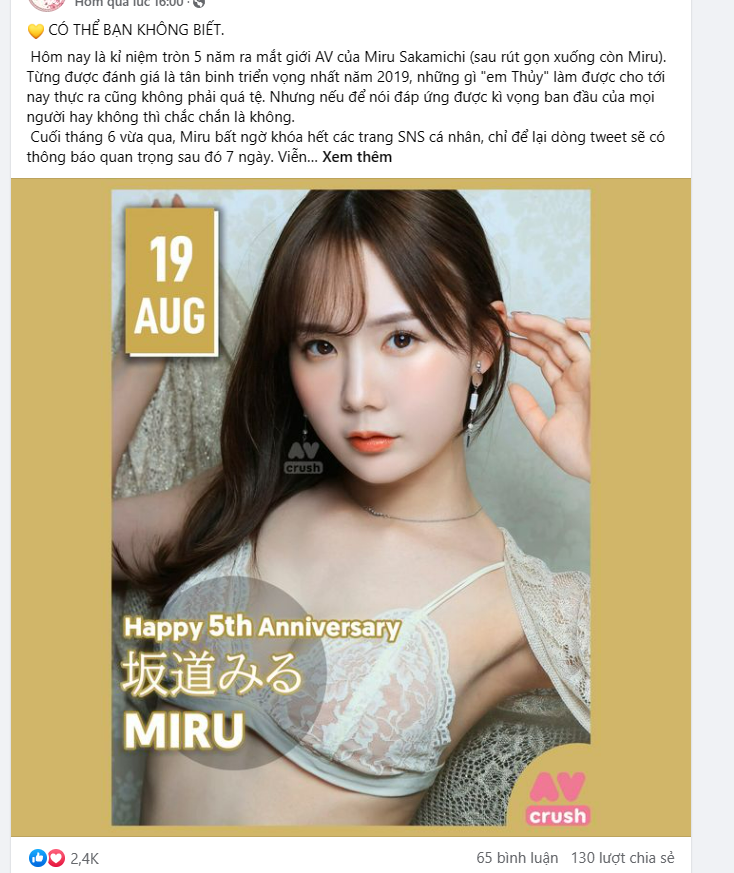 Hôm qua lúc 16:00 ·
💛 CÓ THỂ BẠN KHÔNG BIẾT.
Hôm nay là kỉ niệm tròn 5 năm ra mắt giới AV của Miru Sakamichi (sau rút gọn xuống còn Miru).
Từng được đánh giá là tân binh triển vọng nhất năm 2019, những gì "em Thủy" làm được cho tới
nay thực ra cũng không phải quá tệ. Nhưng nếu để nói đáp ứng được kì vọng ban đầu của mọi
người hay không thì chắc chắn là không.
Cuối tháng 6 vừa qua, Miru bất ngờ khóa hết các trang SNS cá nhân, chỉ để lại dòng tweet sẽ có
thông báo quan trọng sau đó 7 ngày. Viễn... Xem thêm
19
AUG
AV
crush
Happy 5th Anniversary
坂道みる
MIRU
AV
crush
2,4K
65 bình luận 130 lượt chia sẻ